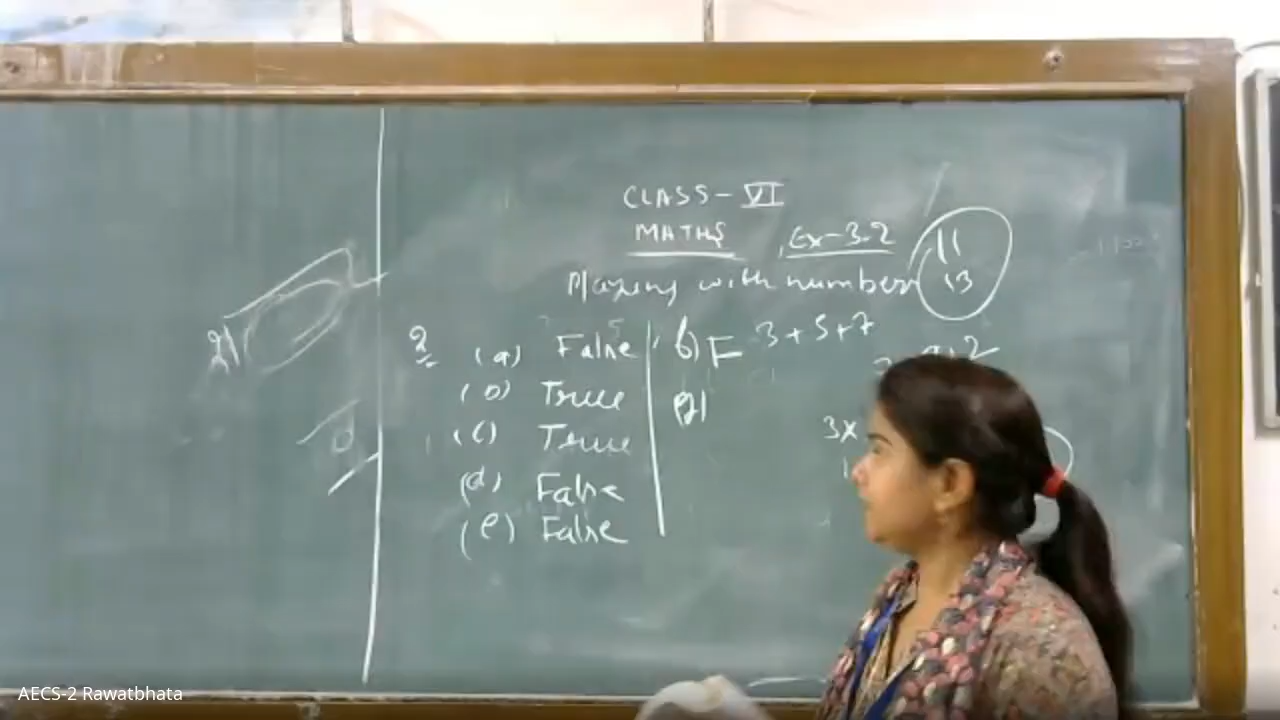 CLASS-VI
MATHS Ex-3.2
Playing with numbers
11
13
2 (a) False
(b) True
(c) True
(d) False
(e) False
b) F 3+5+7
g)
3x
AECS-2 Rawatbhata